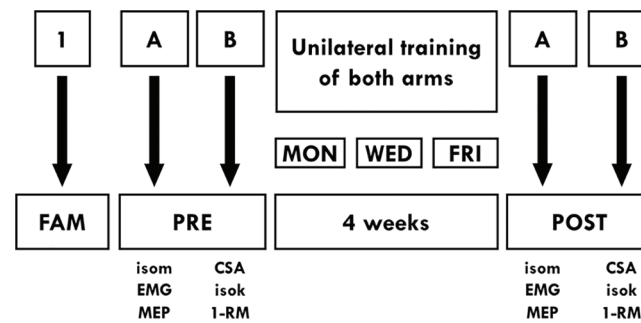 1
A
B
Unilateral training
of both arms
A
B
MON
WED
FRI
FAM
PRE
4 weeks
POST
isom
EMG
MEP
CSA
isok
1-RM
isom
EMG
MEP
CSA
isok
1-RM